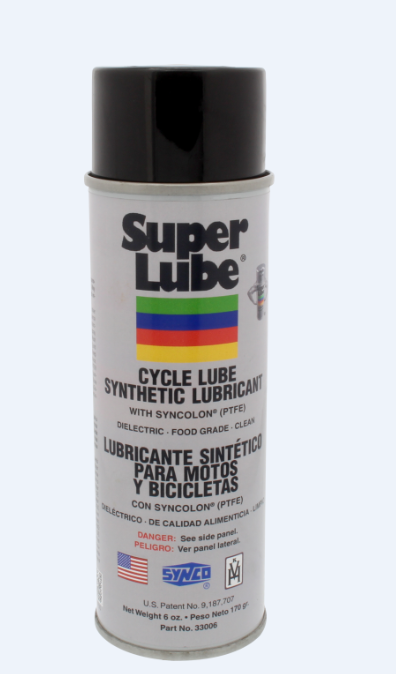 Super
Lube®
CYCLE LUBE
SYNTHETIC LUBRICANT
WITH SYNCOLON® (PTFE)
DIELECTRIC · FOOD GRADE · CLEAN
LUBRICANTE SINTÉTICO
PARA MOTOS
Y BICICLETAS
CON SYNCOLON® (PTFE)
DIELÉCTRICO · DE CALIDAD ALIMENTICIA ·
DANGER: See side panel.
PELIGRO: Ver panel lateral.
SYNCO®
U.S. Patent No. 9,187,707
Net Weight 6 oz. • Peso Neto 170 gr.
Part No. 33006